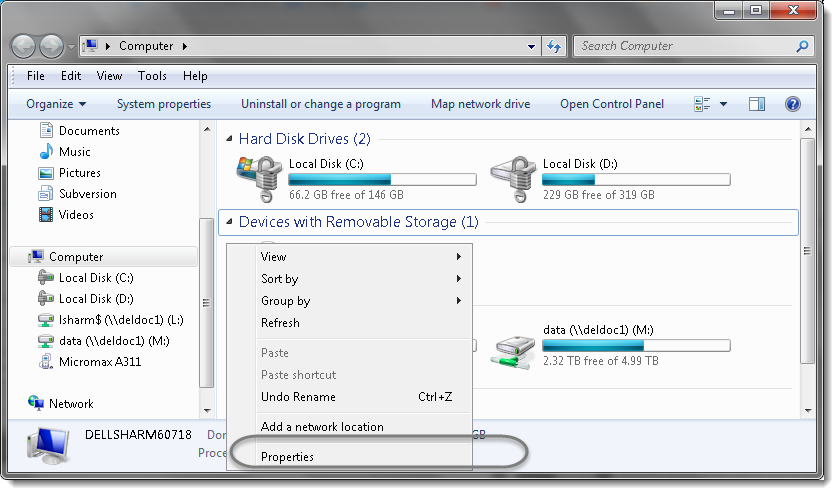 Computer
Search Computer
File Edit View Tools Help
Organize System properties Uninstall or change a program Map network drive Open Control Panel
Documents
Music
Pictures
Subversion
Videos
Computer
Local Disk (C:)
Local Disk (D:)
lsharm$ (\\deldoc1) (L:)
data (\\deldoc1) (M:)
Micromax A311
Network
Hard Disk Drives (2)
Local Disk (C:)
66.2 GB free of 146 GB
Local Disk (D:)
229 GB free of 319 GB
Devices with Removable Storage (1)
data (\\deldoc1) (M:)
2.32 TB free of 4.99 TB
View
Sort by
Group by
Refresh
Paste
Paste shortcut
Undo Rename Ctrl+Z
Add a network location
Properties
DELLSHARM60718 Do
GB
Proce